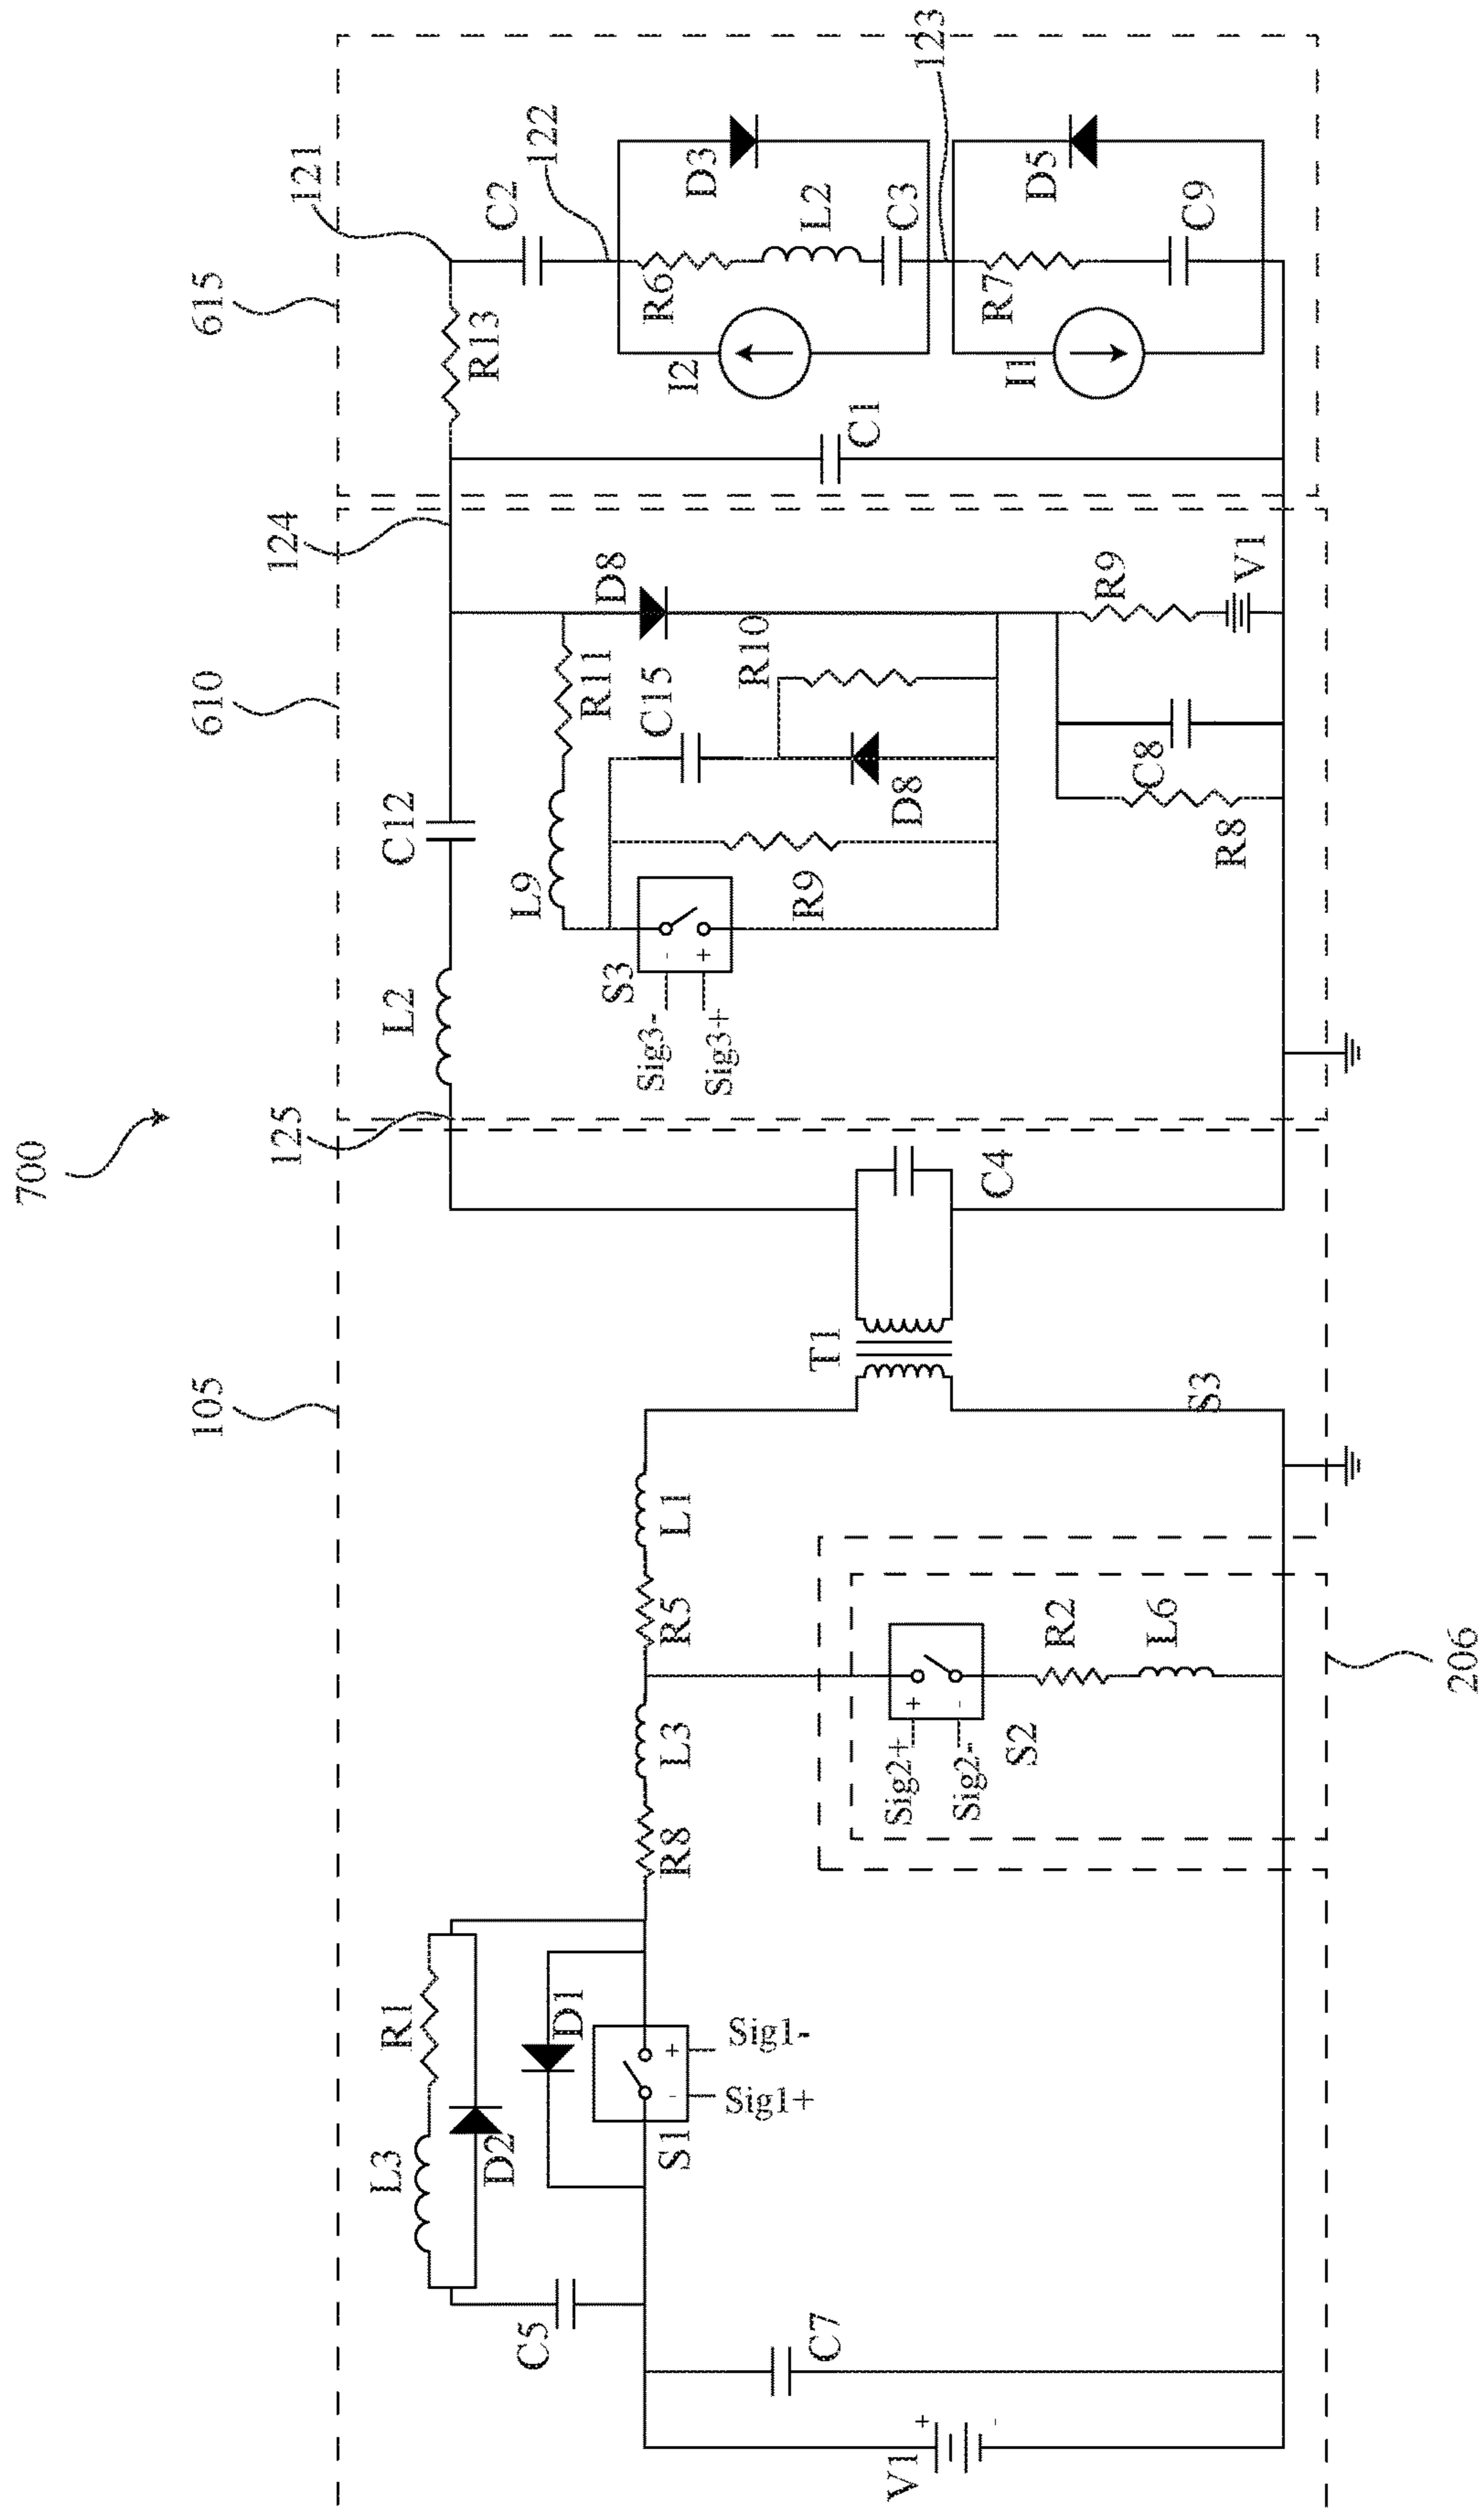 700
105
610
615
125
124
121
L3
R1
D2
D1
C5
S1
Sig1+
Sig1-
C7
V1
+
-
-
+
R8
L3
R5
L1
Sig2+
Sig2-
+
-
S2
R2
L6
206
T1
S3
C4
L2
C12
L9
R11
D8
S3
Sig3-
Sig3+
-
+
R9
C15
D8
R10
R8
C8
R9
V1
C1
R13
C2
122
I2
R6
L2
C3
D3
123
I1
R7
C9
D5